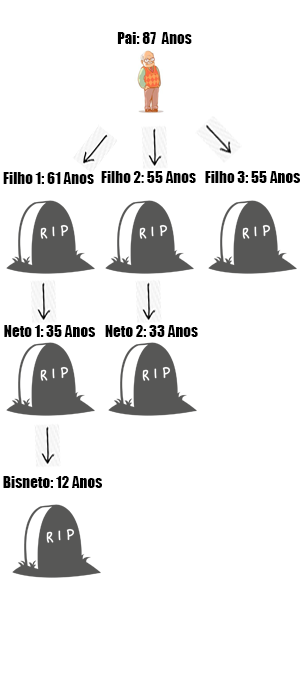 Pai: 87 Anos
Filho 1: 61 Anos Filho 2: 55 Anos Filho 3: 55 Anos
RIP RIP RIP
Neto 1: 35 Anos Neto 2: 33 Anos
RIP RIP
Bisneto: 12 Anos
RIP